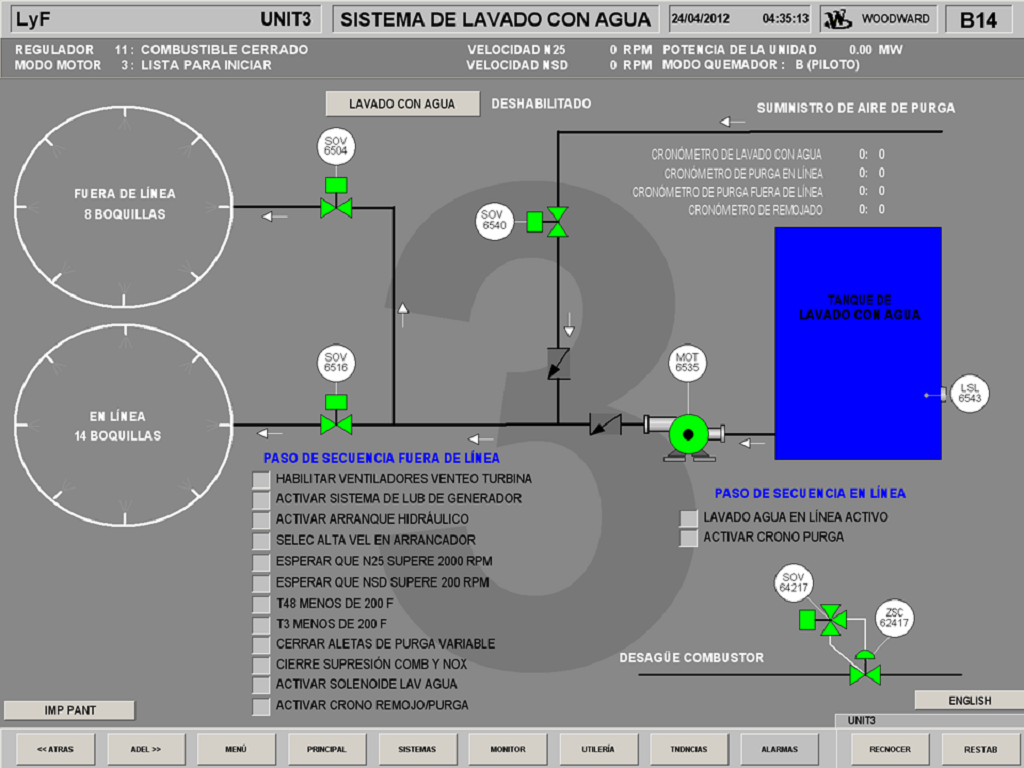 LyF UNIT3 SISTEMA DE LAVADO CON AGUA 24/04/2012 04:35:13 WOODWARD B14
REGULADOR 11: COMBUSTIBLE CERRADO VELOCIDAD N25 0 RPM POTENCIA DE LA UNIDAD 0.00 MW
MODO MOTOR 3: LISTA PARA INICIAR VELOCIDAD NSD 0 RPM MODO QUEMADOR : B (PILOTO)
LAVADO CON AGUA DESHABILITADO
SUMINISTRO DE AIRE DE PURGA
SOV
6504
CRONÓMETRO DE LAVADO CON AGUA 0: 0
CRONÓMETRO DE PURGA EN LÍNEA 0: 0
CRONÓMETRO DE PURGA FUERA DE LÍNEA 0: 0
CRONÓMETRO DE REMOJADO 0: 0
FUERA DE LÍNEA
8 BOQUILLAS
SOV
6540
3
TANQUE DE
LAVADO CON AGUA
SOV
6516
MOT
6535
LSL
6543
EN LÍNEA
14 BOQUILLAS
PASO DE SECUENCIA FUERA DE LÍNEA
HABILITAR VENTILADORES VENTEO TURBINA
ACTIVAR SISTEMA DE LUB DE GENERADOR
ACTIVAR ARRANQUE HIDRÁULICO
SELEC ALTA VEL EN ARRANCADOR
ESPERAR QUE N25 SUPERE 2000 RPM
ESPERAR QUE NSD SUPERE 200 RPM
T48 MENOS DE 200 F
T3 MENOS DE 200 F
CERRAR ALETAS DE PURGA VARIABLE
CIERRE SUPRESIÓN COMB Y NOX
ACTIVAR SOLENOIDE LAV AGUA
ACTIVAR CRONO REMOJO/PURGA
PASO DE SECUENCIA EN LÍNEA
LAVADO AGUA EN LÍNEA ACTIVO
ACTIVAR CRONO PURGA
SOV
64217
ZSC
62417
DESAGÜE COMBUSTOR
IMP PANT
ENGLISH
UNIT3
<< ATRAS ADEL >> MENÚ PRINCIPAL SISTEMAS MONITOR UTILERÍA TNDNCIAS ALARMAS RECNOCER RESTAB